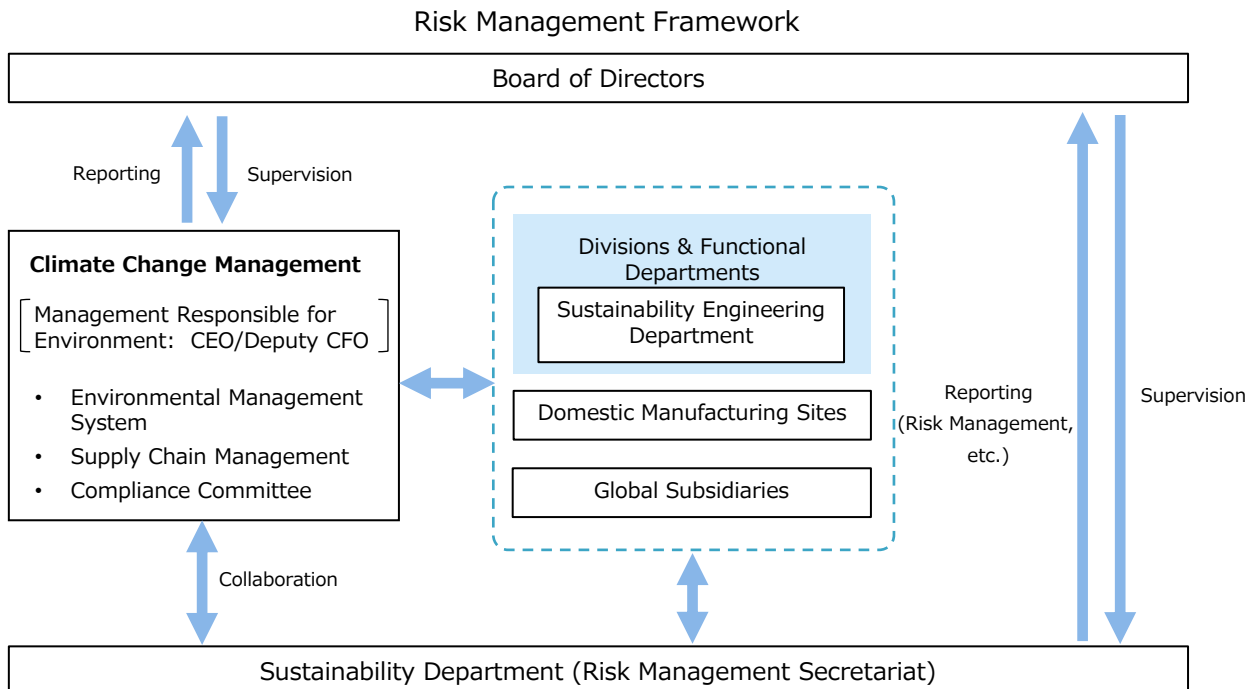 Risk Management Framework
Board of Directors
Reporting
Supervision
Climate Change Management
Management Responsible for
Environment: CEO/Deputy CFO
• Environmental Management
System
• Supply Chain Management
• Compliance Committee
Divisions & Functional
Departments
Sustainability Engineering
Department
Domestic Manufacturing Sites
Global Subsidiaries
Reporting
(Risk Management,
etc.)
Supervision
Collaboration
Sustainability Department (Risk Management Secretariat)